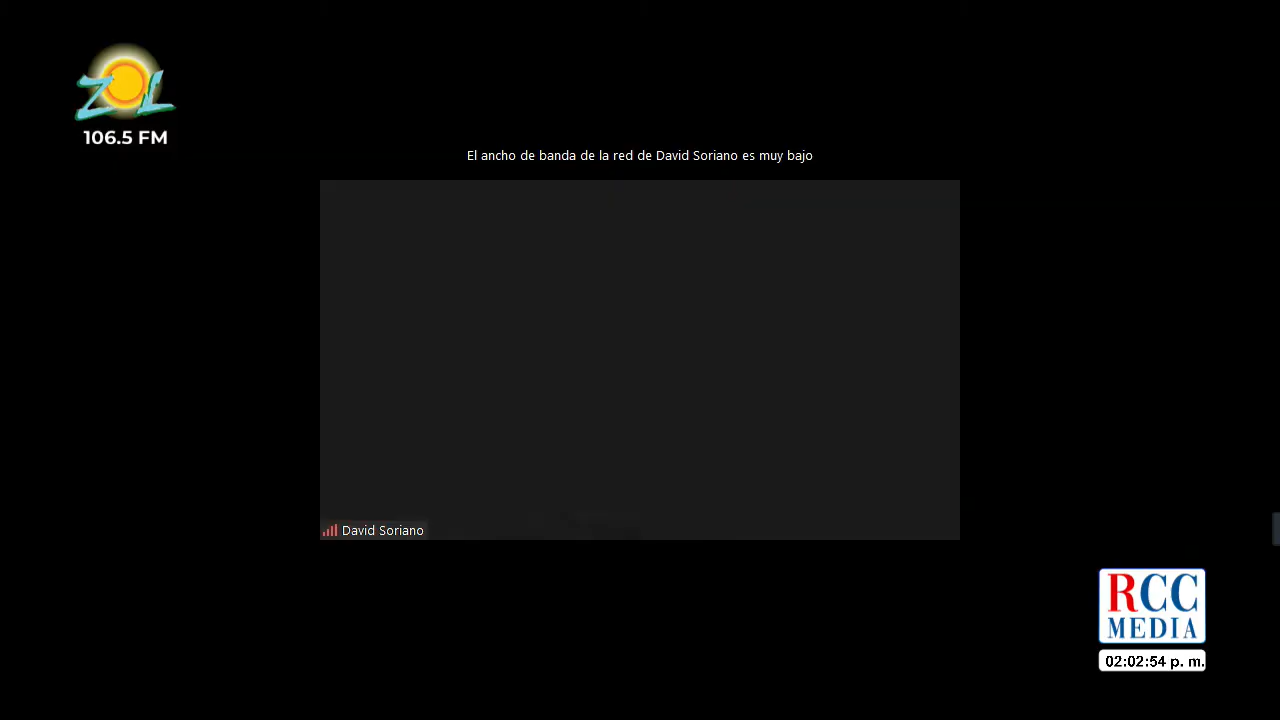 ZOL
106.5 FM
El ancho de banda de la red de David Soriano es muy bajo
David Soriano
RCC
MEDIA
02:02:54 p. m.